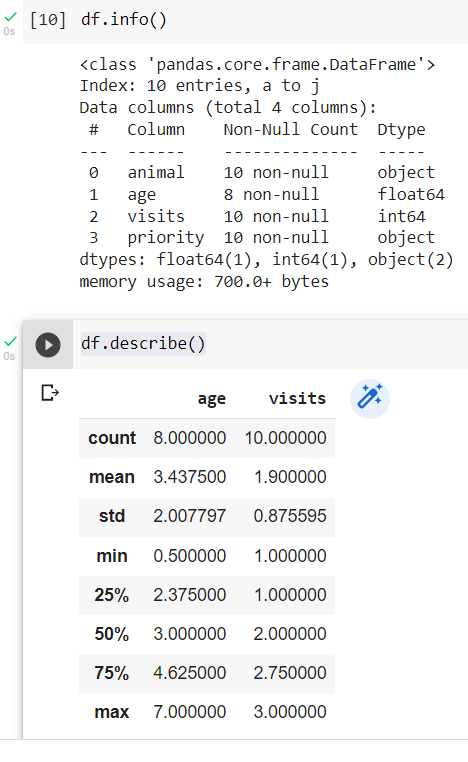 [10] df.info()
0s
<class 'pandas.core.frame.DataFrame'>
Index: 10 entries, a to j
Data columns (total 4 columns):
 #   Column    Non-Null Count  Dtype
---  ------    --------------  -----
 0   animal    10 non-null     object
 1   age       8 non-null      float64
 2   visits    10 non-null     int64
 3   priority  10 non-null     object
dtypes: float64(1), int64(1), object(2)
memory usage: 700.0+ bytes
df.describe()
0s
age visits
count 8.000000 10.000000
mean 3.437500 1.900000
std 2.007797 0.875595
min 0.500000 1.000000
25% 2.375000 1.000000
50% 3.000000 2.000000
75% 4.625000 2.750000
max 7.000000 3.000000